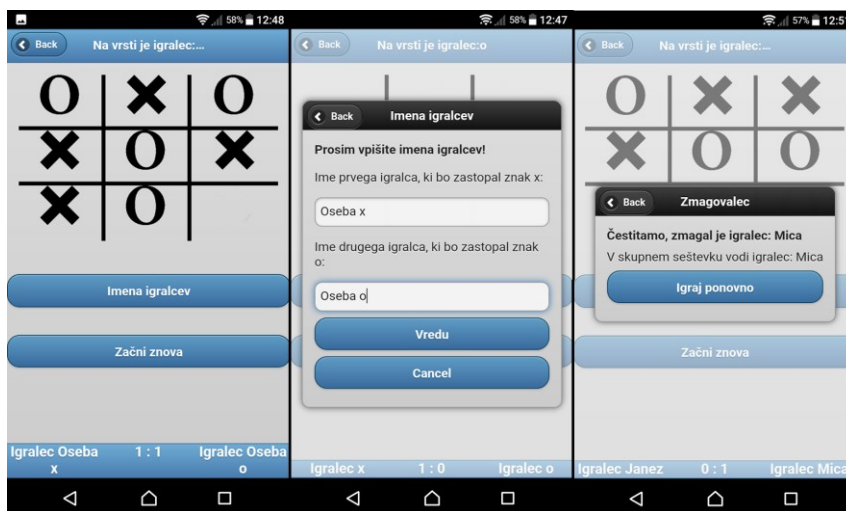 58% 12:48
Back Na vrsti je igralec:...
O X O
X O X
X O
Imena igralcev
Začni znova
Igralec Oseba x 1 : 1 Igralec Oseba o
58% 12:47
Back Na vrsti je igralec:o
Back Imena igralcev
Prosim vpišite imena igralcev!
Ime prvega igralca, ki bo zastopal znak x:
Oseba x
Ime drugega igralca, ki bo zastopal znak
o:
Oseba o
Vredu
Cancel
Igralec x 1 : 0 Igralec o
57% 12:5
Back Na vrsti je igralec:...
O X X
X O O
Back Zmagovalec
Čestitamo, zmagal je igralec: Mica
V skupnem seštevku vodi igralec: Mica
Igraj ponovno
Začni znova
Igralec Janez 0 : 1 Igralec Mica